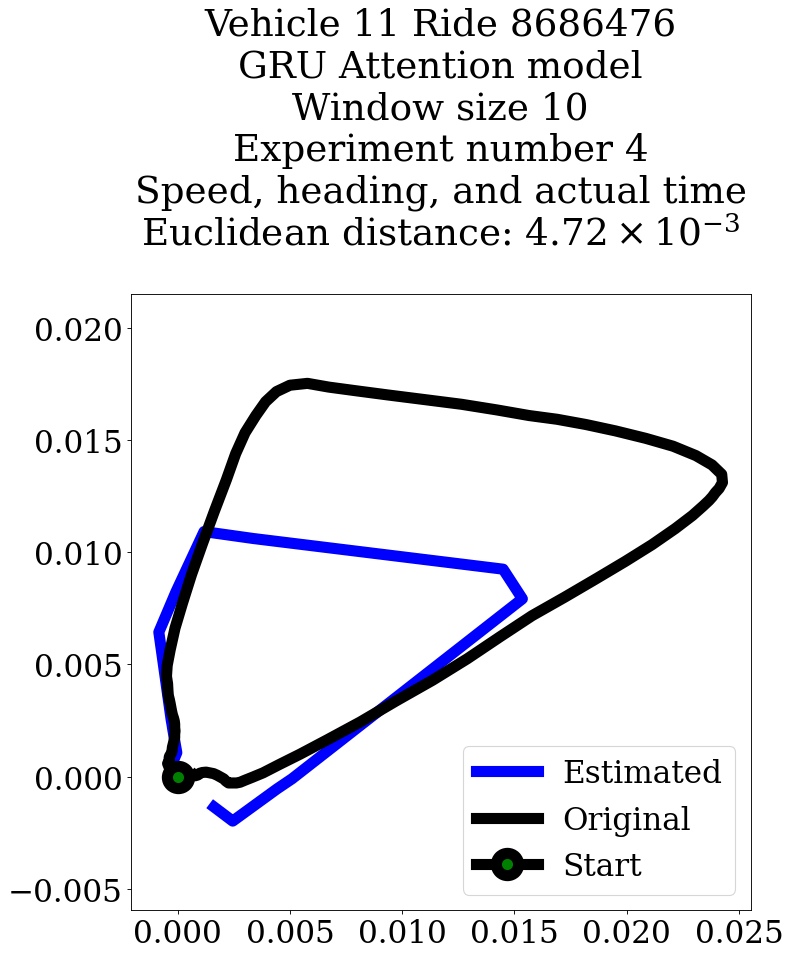 Vehicle 11 Ride 8686476
GRU Attention model
Window size 10
Experiment number 4
Speed, heading, and actual time
Euclidean distance: 4.72 × 10⁻³
0.020
0.015
0.010
0.005
0.000
−0.005
Estimated
Original
Start
0.000 0.005 0.010 0.015 0.020 0.025